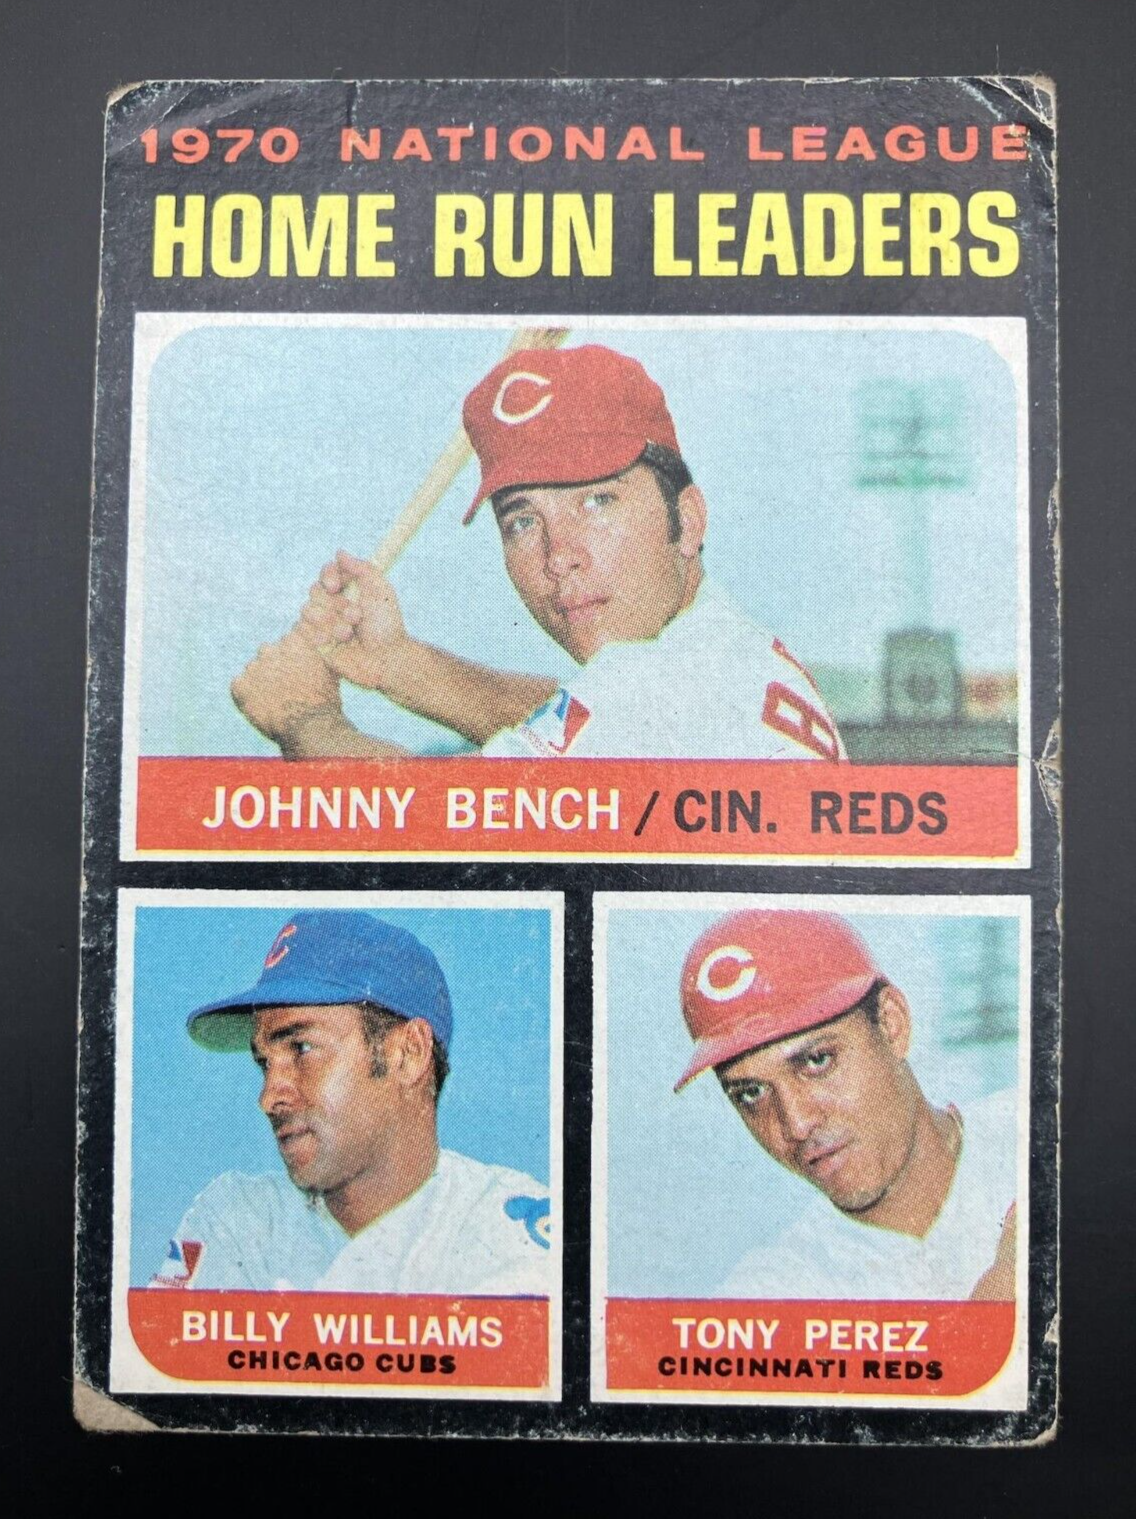 1970 NATIONAL LEAGUE
HOME RUN LEADERS
C
JOHNNY BENCH / CIN. REDS
C
BILLY WILLIAMS
CHICAGO CUBS
C
TONY PEREZ
CINCINNATI REDS